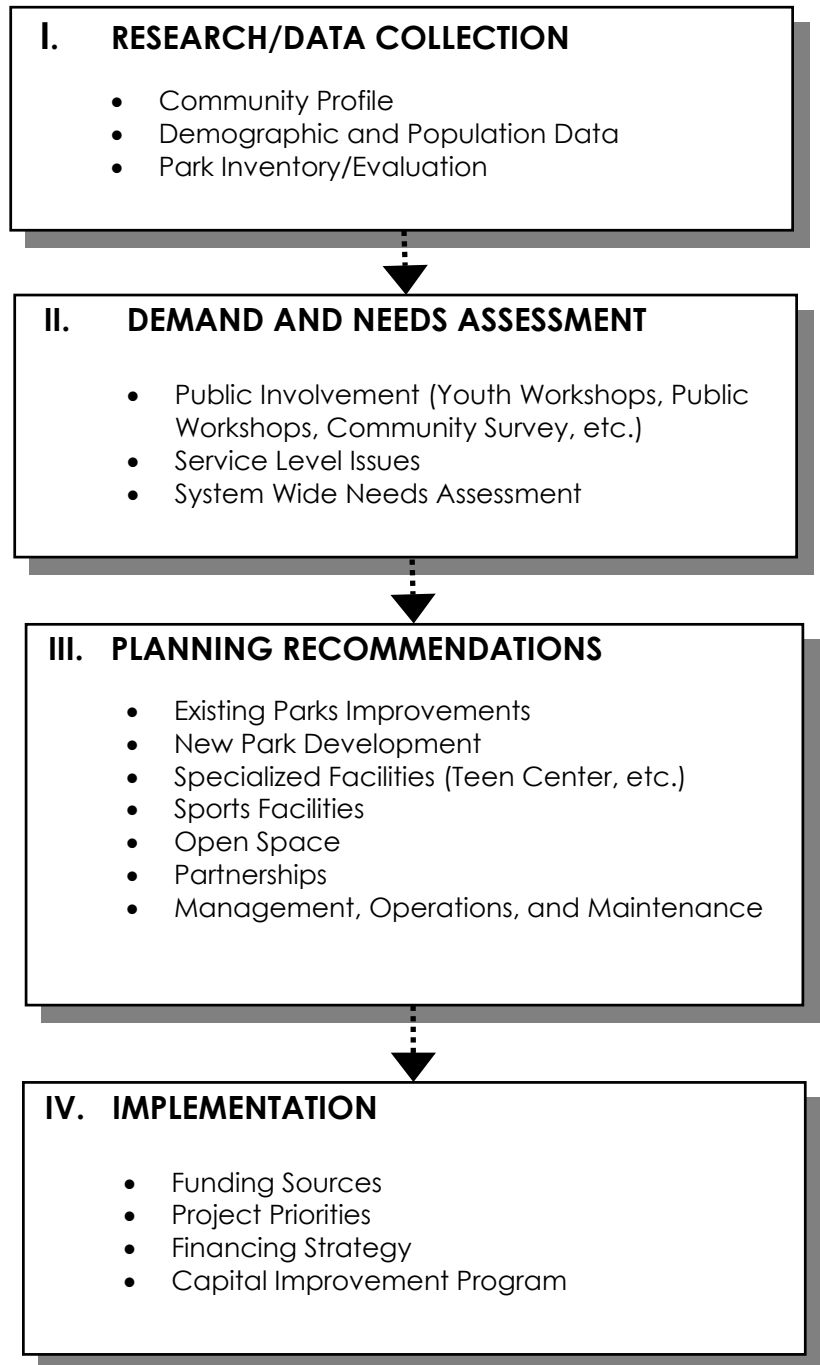 I. RESEARCH/DATA COLLECTION
• Community Profile
• Demographic and Population Data
• Park Inventory/Evaluation
II. DEMAND AND NEEDS ASSESSMENT
• Public Involvement (Youth Workshops, Public
Workshops, Community Survey, etc.)
• Service Level Issues
• System Wide Needs Assessment
III. PLANNING RECOMMENDATIONS
• Existing Parks Improvements
• New Park Development
• Specialized Facilities (Teen Center, etc.)
• Sports Facilities
• Open Space
• Partnerships
• Management, Operations, and Maintenance
IV. IMPLEMENTATION
• Funding Sources
• Project Priorities
• Financing Strategy
• Capital Improvement Program